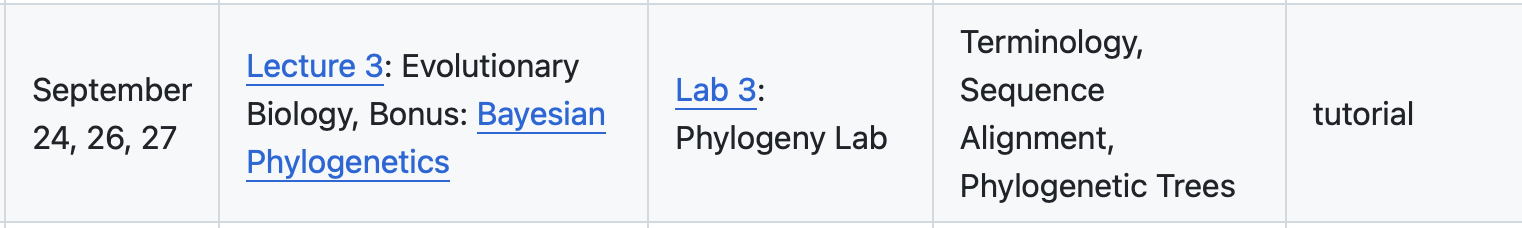 September
24, 26, 27
Lecture 3: Evolutionary
Biology, Bonus: Bayesian
Phylogenetics
Lab 3:
Phylogeny Lab
Terminology,
Sequence
Alignment,
Phylogenetic Trees
tutorial